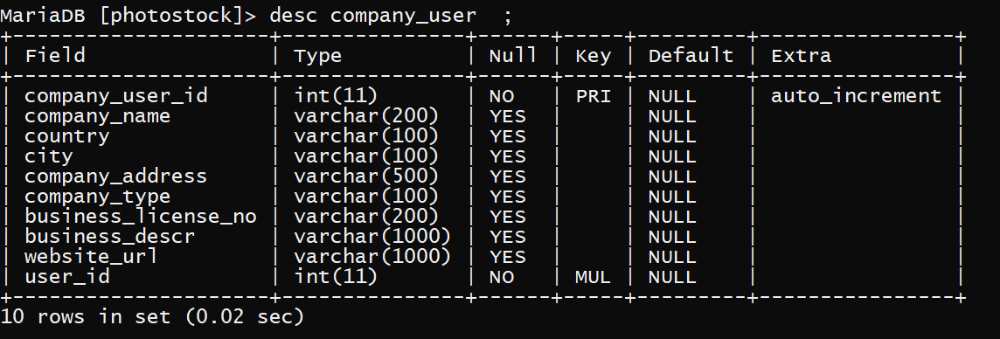 MariaDB [photostock]> desc company_user  ;
+---------------------+---------------+------+-----+---------+----------------+
| Field               | Type          | Null | Key | Default | Extra          |
+---------------------+---------------+------+-----+---------+----------------+
| company_user_id     | int(11)       | NO   | PRI | NULL    | auto_increment |
| company_name        | varchar(200)  | YES  |     | NULL    |                |
| country             | varchar(100)  | YES  |     | NULL    |                |
| city                | varchar(100)  | YES  |     | NULL    |                |
| company_address     | varchar(500)  | YES  |     | NULL    |                |
| company_type        | varchar(100)  | YES  |     | NULL    |                |
| business_license_no | varchar(200)  | YES  |     | NULL    |                |
| business_descr      | varchar(1000) | YES  |     | NULL    |                |
| website_url         | varchar(1000) | YES  |     | NULL    |                |
| user_id             | int(11)       | NO   | MUL | NULL    |                |
+---------------------+---------------+------+-----+---------+----------------+
10 rows in set (0.02 sec)